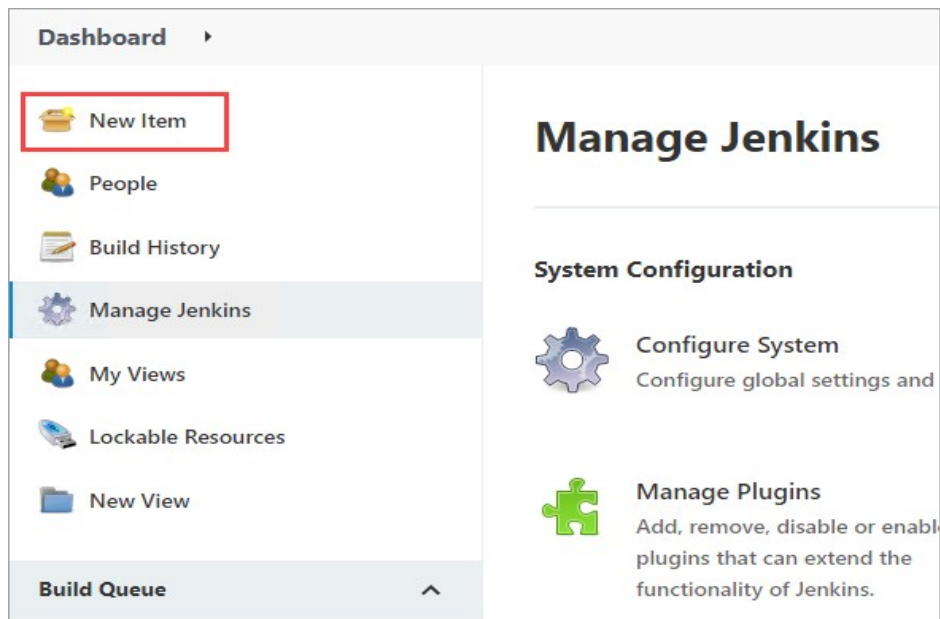 Dashboard
New Item
People
Build History
Manage Jenkins
My Views
Lockable Resources
New View
Build Queue
Manage Jenkins
System Configuration
Configure System
Configure global settings and
Manage Plugins
Add, remove, disable or enable
plugins that can extend the
functionality of Jenkins.